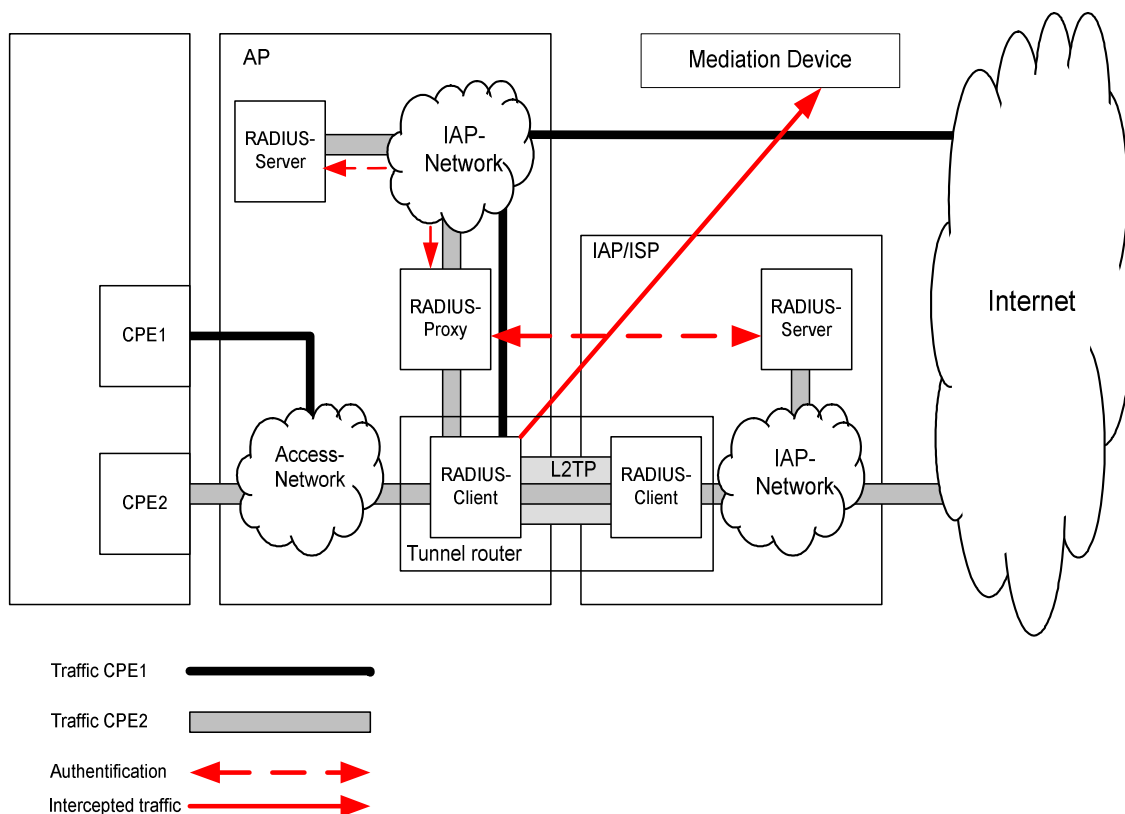 AP
Mediation Device
RADIUS-
Server
IAP-
Network
IAP/ISP
RADIUS-
Proxy
RADIUS-
Server
Internet
CPE1
Access-
Network
CPE2
RADIUS-
Client
L2TP
RADIUS-
Client
IAP-
Network
Tunnel router
Traffic CPE1
Traffic CPE2
Authentification
Intercepted traffic